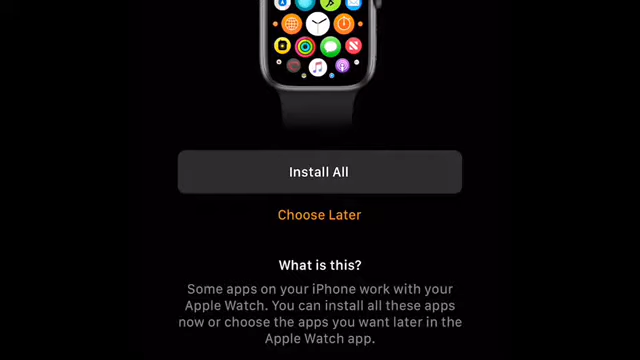 Install All
Choose Later
What is this?
Some apps on your iPhone work with your
Apple Watch. You can install all these apps
now or choose the apps you want later in the
Apple Watch app.